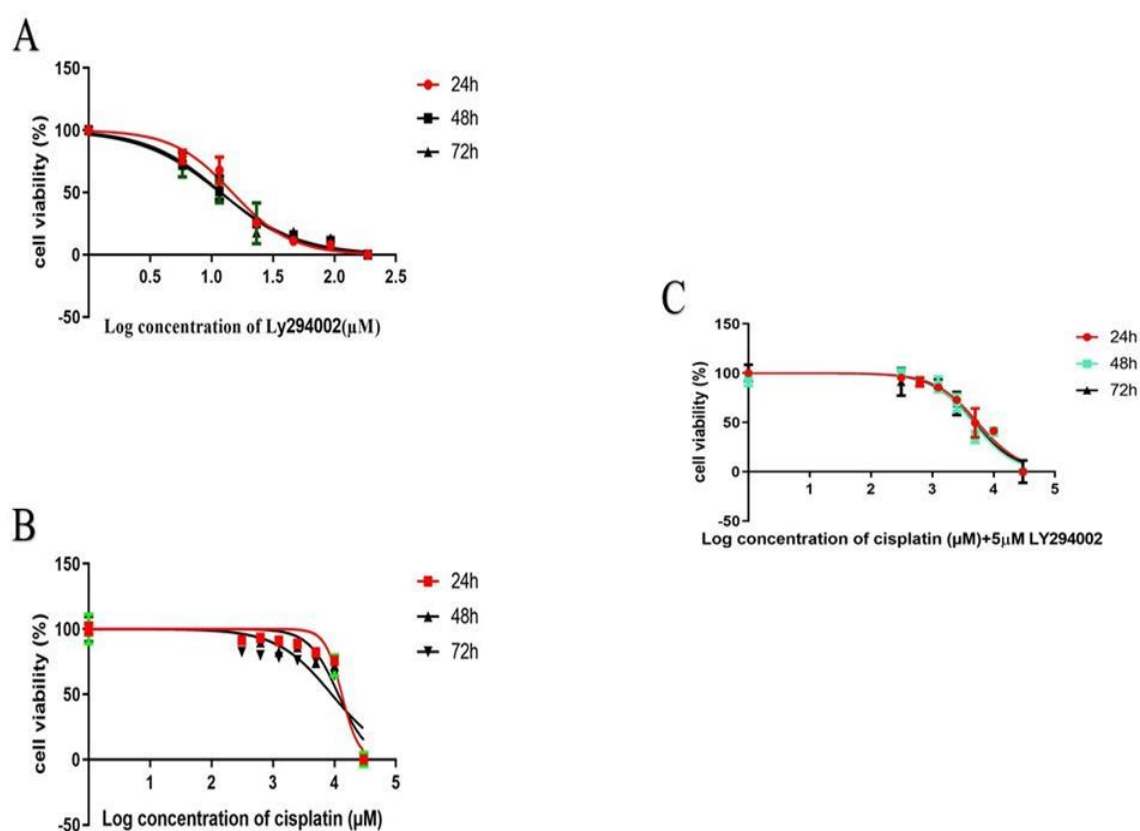 A
150
100
50
0
-50
cell viability (%)
0.5 1.0 1.5 2.0 2.5
Log concentration of Ly294002(µM)
24h
48h
72h
B
150
100
50
0
-50
cell viability (%)
1 2 3 4 5
Log concentration of cisplatin (µM)
24h
48h
72h
C
150
100
50
0
-50
cell viability (%)
1 2 3 4 5
Log concentration of cisplatin (µM)+5µM LY294002
24h
48h
72h